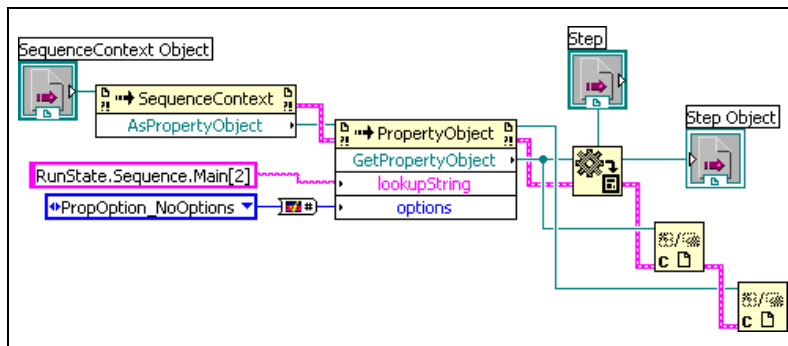 SequenceContext Object
SequenceContext
AsPropertyObject
PropertyObject
GetPropertyObject
lookupString
options
RunState.Sequence.Main[2]
PropOption_NoOptions
Step
Step Object
C
C